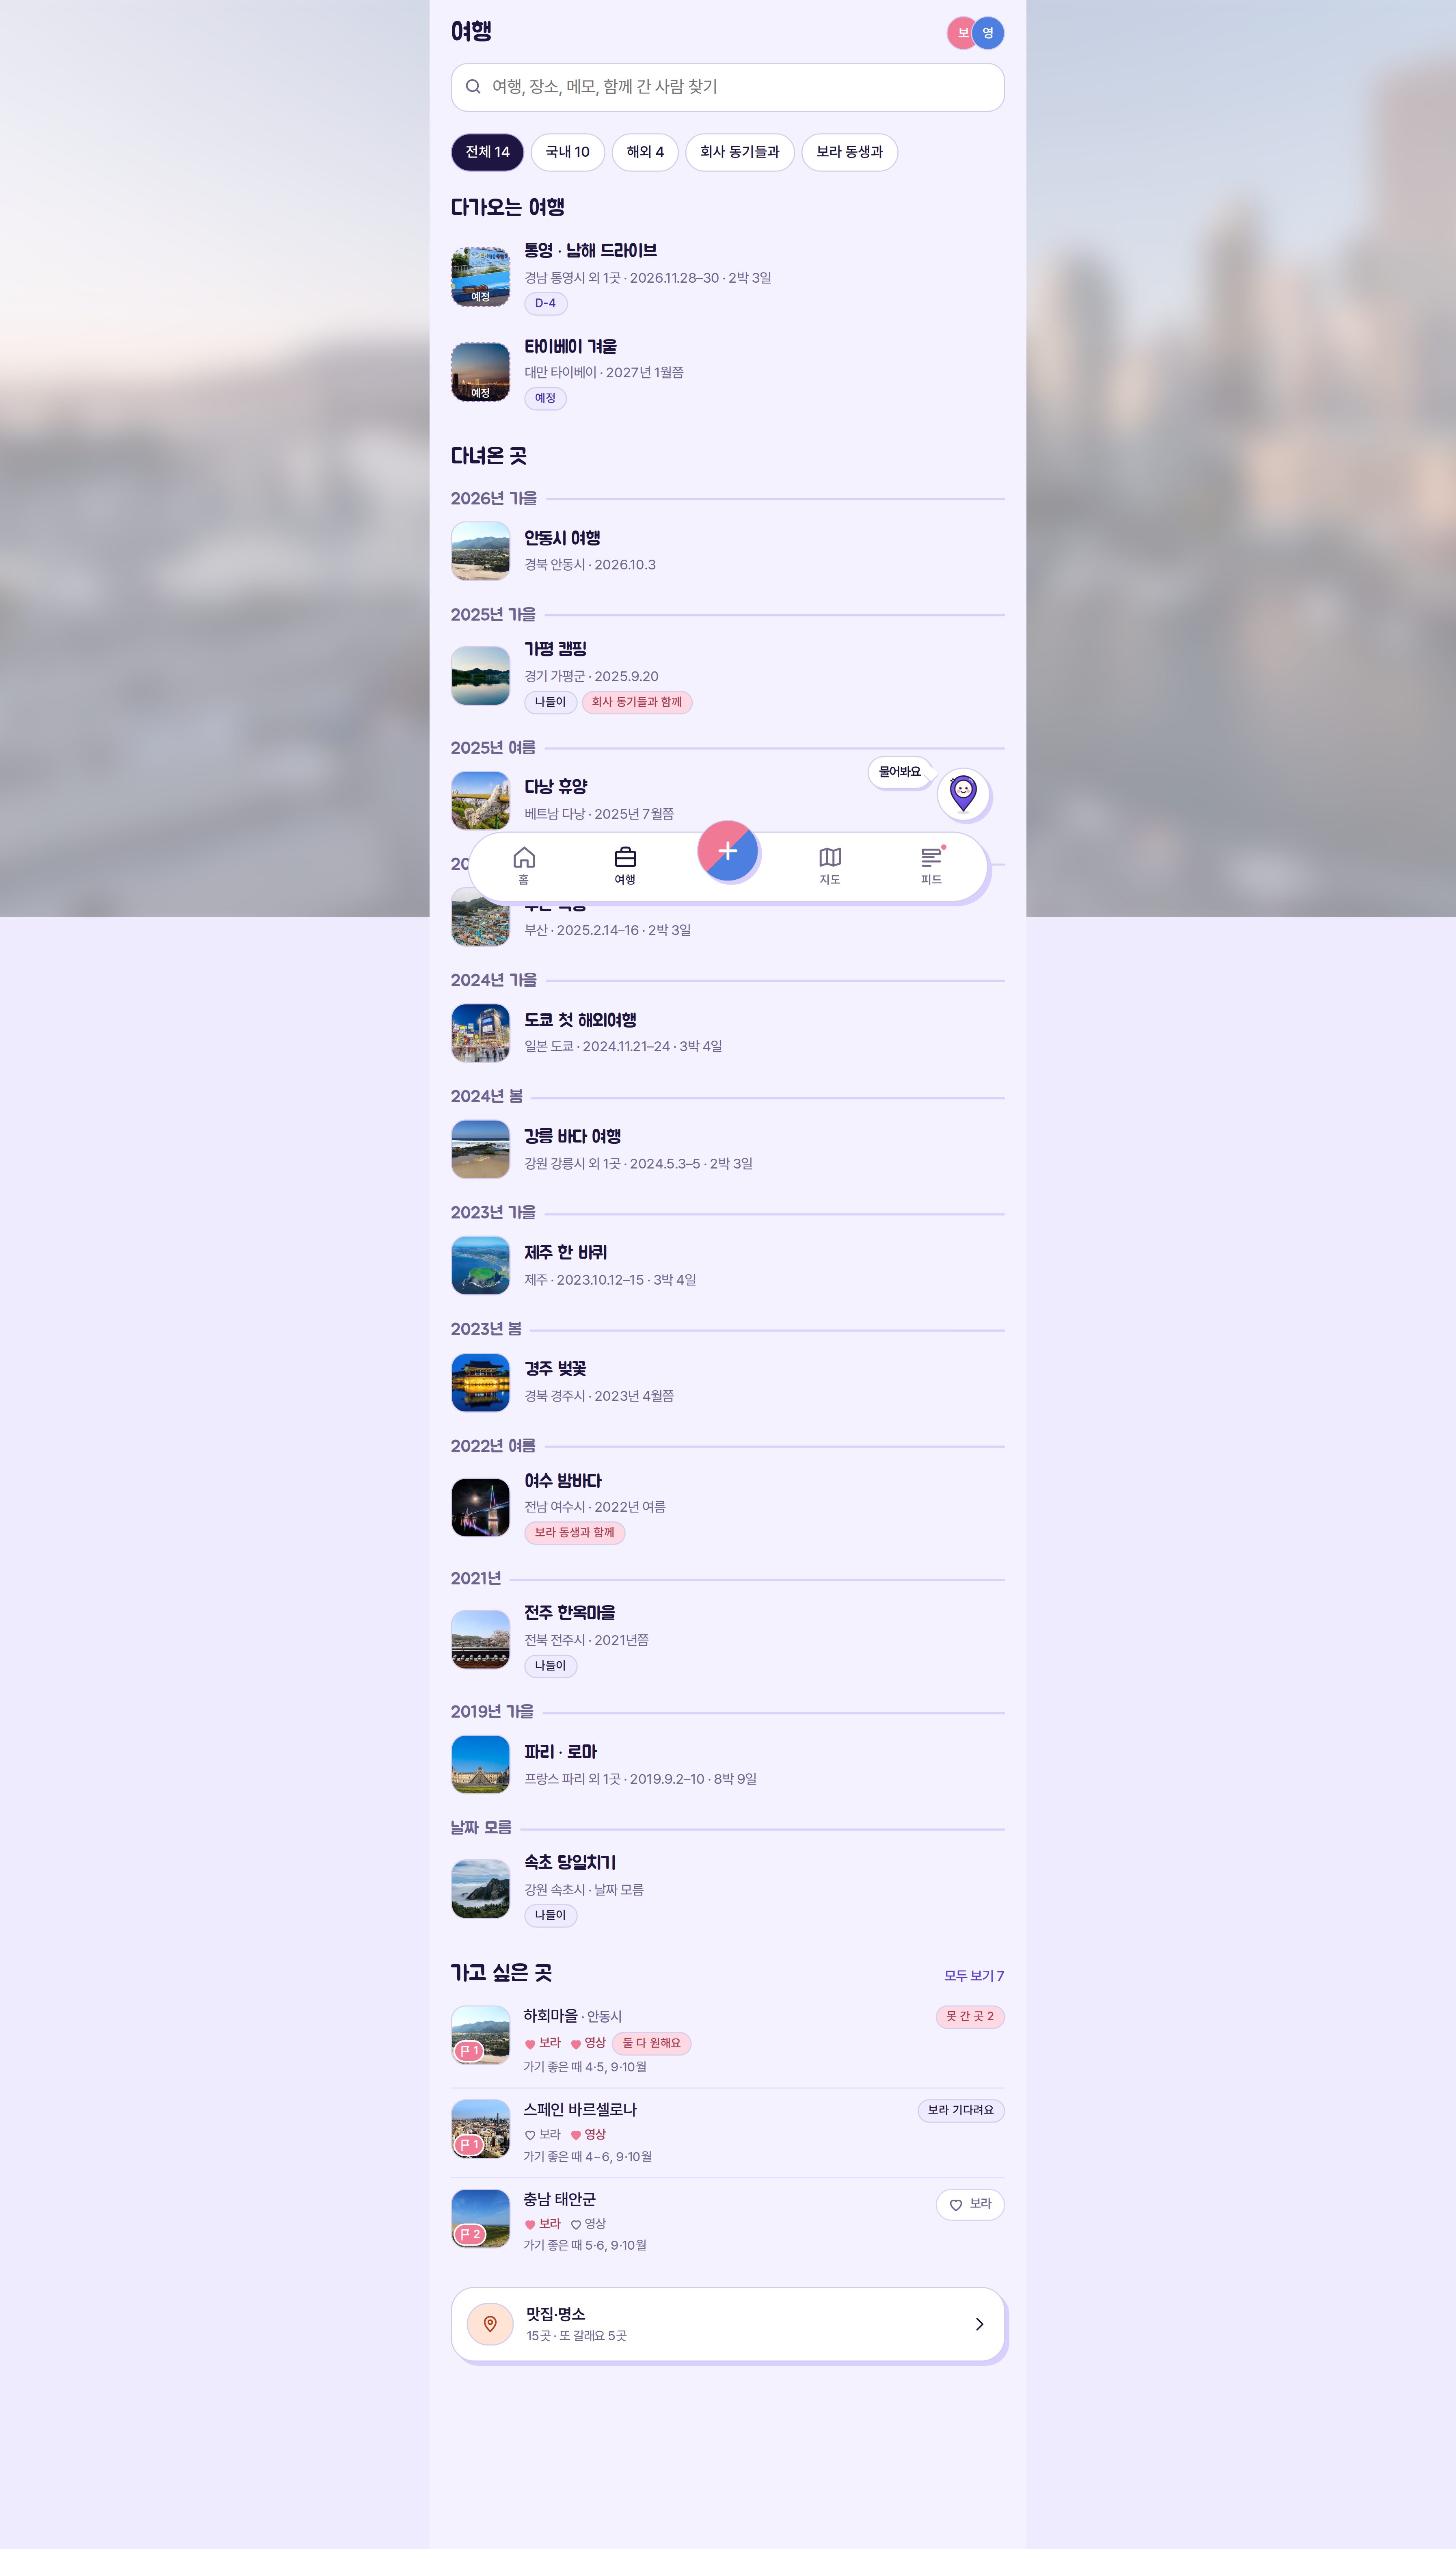 여행
보 영
여행, 장소, 메모, 함께 간 사람 찾기
전체 14
국내 10
해외 4
회사 동기들과
보라 동생과
다가오는 여행
예정
통영 · 남해 드라이브
경남 통영시 외 1곳 · 2026.11.28–30 · 2박 3일
D-4
예정
타이베이 겨울
대만 타이베이 · 2027년 1월쯤
예정
다녀온 곳
2026년 가을
안동시 여행
경북 안동시 · 2026.10.3
2025년 가을
가평 캠핑
경기 가평군 · 2025.9.20
나들이
회사 동기들과 함께
2025년 여름
다낭 휴양
베트남 다낭 · 2025년 7월쯤
물어봐요
홈
여행
지도
피드
20
부산 · 2025.2.14–16 · 2박 3일
2024년 가을
도쿄 첫 해외여행
일본 도쿄 · 2024.11.21–24 · 3박 4일
2024년 봄
강릉 바다 여행
강원 강릉시 외 1곳 · 2024.5.3–5 · 2박 3일
2023년 가을
제주 한 바퀴
제주 · 2023.10.12–15 · 3박 4일
2023년 봄
경주 벚꽃
경북 경주시 · 2023년 4월쯤
2022년 여름
여수 밤바다
전남 여수시 · 2022년 여름
보라 동생과 함께
2021년
전주 한옥마을
전북 전주시 · 2021년쯤
나들이
2019년 가을
파리 · 로마
프랑스 파리 외 1곳 · 2019.9.2–10 · 8박 9일
날짜 모름
속초 당일치기
강원 속초시 · 날짜 모름
나들이
가고 싶은 곳
모두 보기 7
1
하회마을 · 안동시
못 간 곳 2
보라 영상 둘 다 원해요
가기 좋은 때 4·5, 9·10월
1
스페인 바르셀로나
보라 기다려요
보라 영상
가기 좋은 때 4~6, 9·10월
2
충남 태안군
보라
보라 영상
가기 좋은 때 5·6, 9·10월
맛집·명소
15곳 · 또 갈래요 5곳